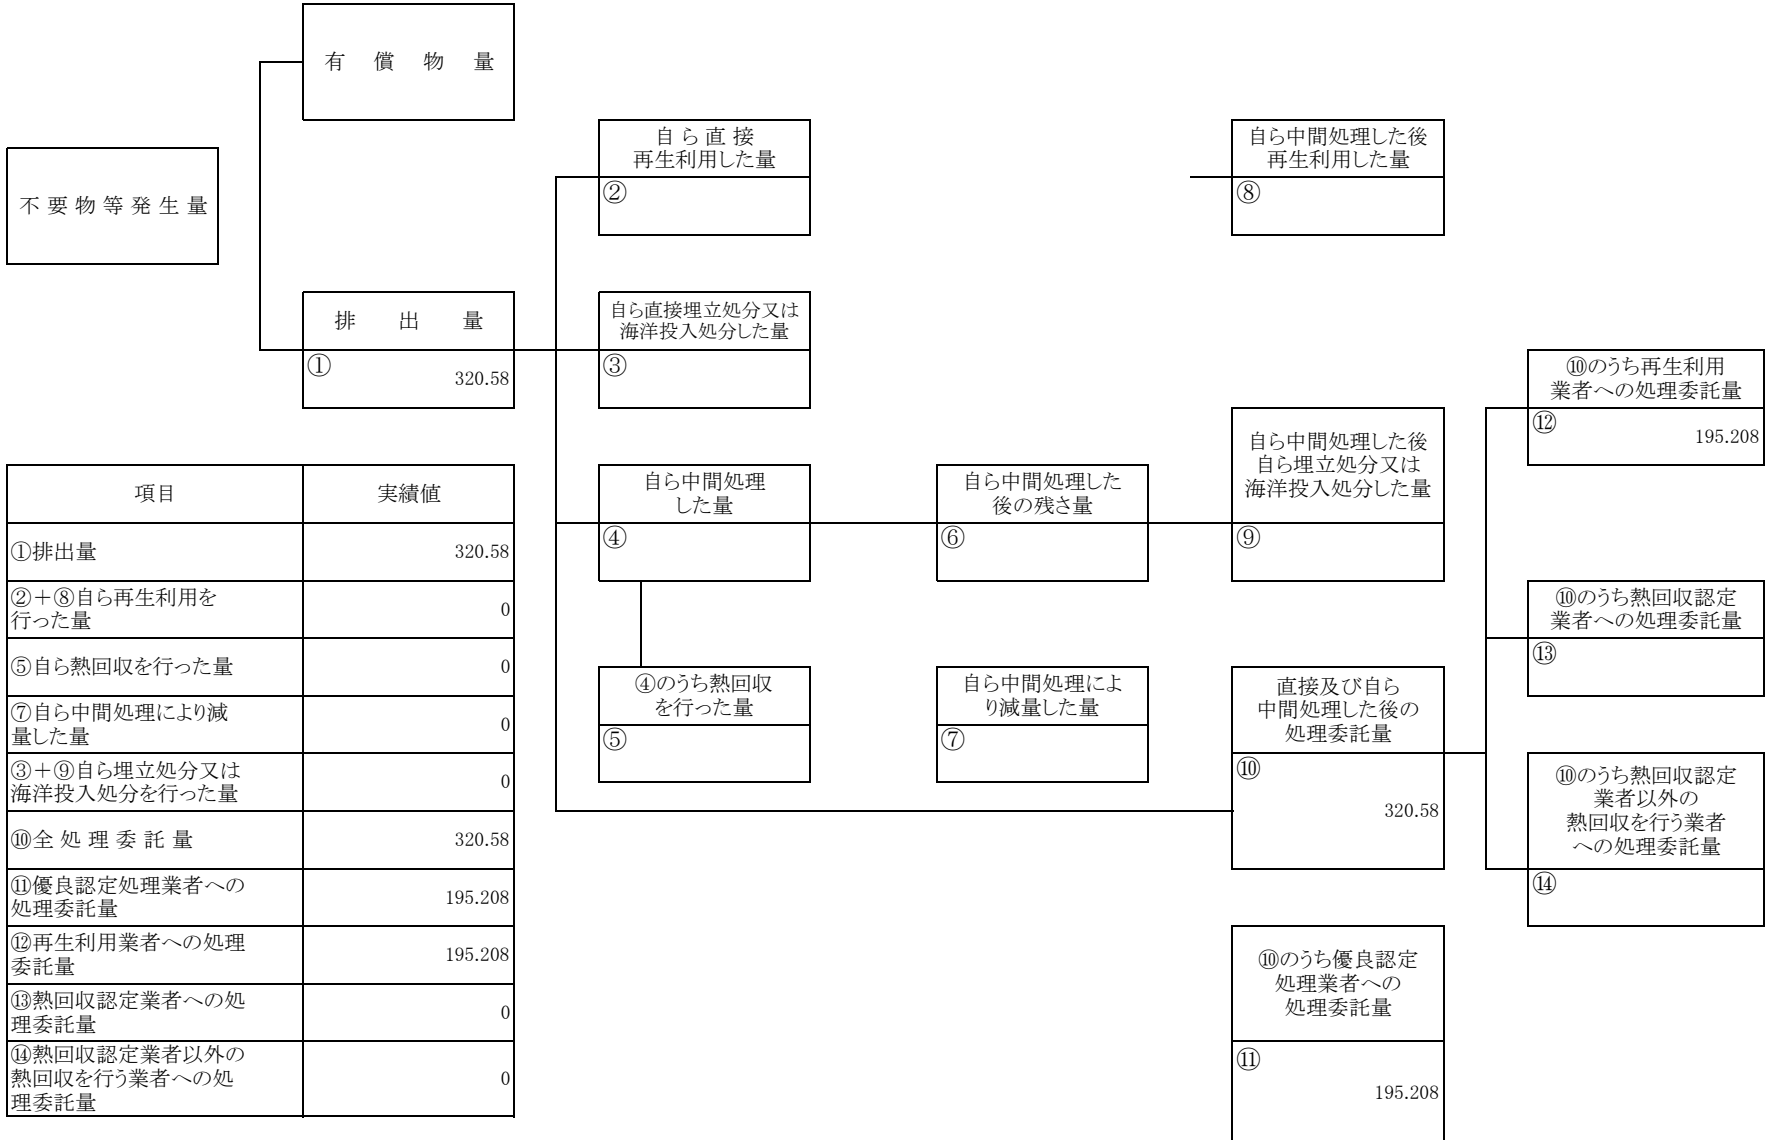 有償物量
不要物等発生量
排出量
①
320.58
自ら直接
再生利用した量
②
自ら直接埋立処分又は
海洋投入処分した量
③
自ら中間処理
した量
④
④のうち熱回収
を行った量
⑤
自ら中間処理した
後の残さ量
⑥
自ら中間処理によ
り減量した量
⑦
自ら中間処理した後
再生利用した量
⑧
自ら中間処理した後
自ら埋立処分又は
海洋投入処分した量
⑨
直接及び自ら
中間処理した後の
処理委託量
⑩
320.58
⑩のうち優良認定
処理業者への
処理委託量
⑪
195.208
⑩のうち再生利用
業者への処理委託量
⑫
195.208
⑩のうち熱回収認定
業者への処理委託量
⑬
⑩のうち熱回収認定
業者以外の
熱回収を行う業者
への処理委託量
⑭
項目 実績値
①排出量 320.58
②＋⑧自ら再生利用を
行った量 0
⑤自ら熱回収を行った量 0
⑦自ら中間処理により減
量した量 0
③＋⑨自ら埋立処分又は
海洋投入処分を行った量 0
⑩全処理委託量 320.58
⑪優良認定処理業者への
処理委託量 195.208
⑫再生利用業者への処理
委託量 195.208
⑬熱回収認定業者への処
理委託量 0
⑭熱回収認定業者以外の
熱回収を行う業者への処
理委託量 0